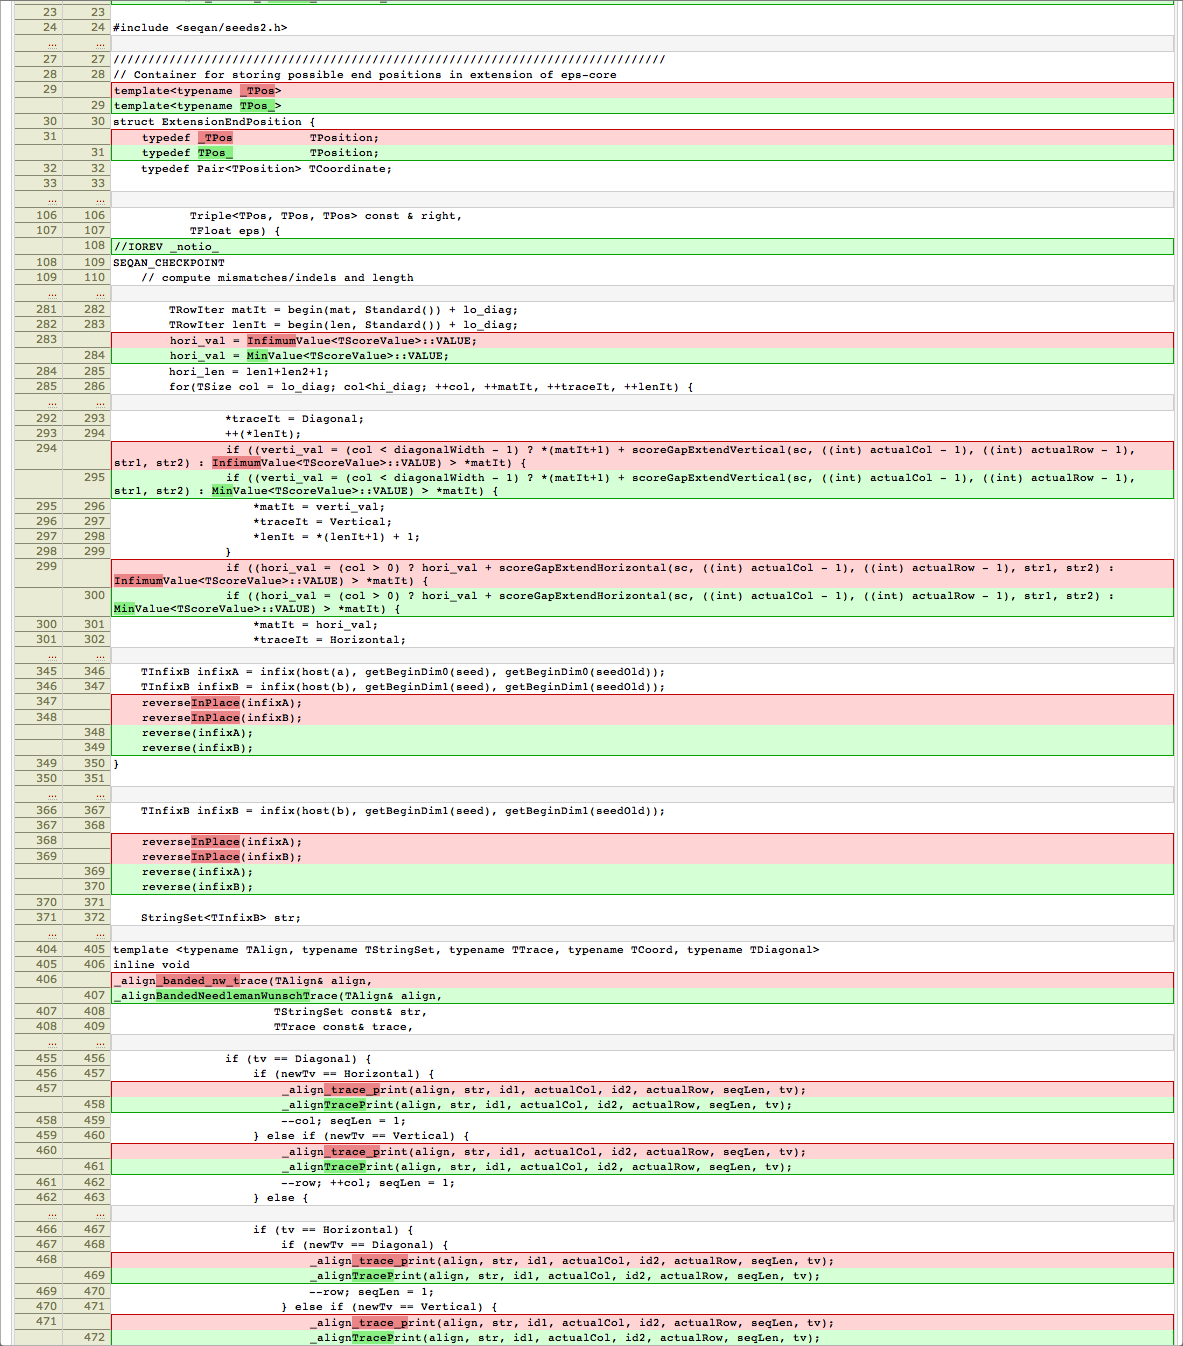 23 23
24 24 #include <seqan/seeds2.h>
... ...
27 27 ///////////////////////////////////////////////////////////////////////////////
28 28 // Container for storing possible end positions in extension of eps-core
29 template<typename _TPos>
29 template<typename TPos_>
30 30 struct ExtensionEndPosition {
31 typedef _TPos TPosition;
31 typedef TPos_ TPosition;
32 32 typedef Pair<TPosition> TCoordinate;
33 33
... ...
106 106 Triple<TPos, TPos, TPos> const & right,
107 107 TFloat eps) {
108 //IOREV _notio_
108 109 SEQAN_CHECKPOINT
109 110 // compute mismatches/indels and length
... ...
281 282 TRowIter matIt = begin(mat, Standard()) + lo_diag;
282 283 TRowIter lenIt = begin(len, Standard()) + lo_diag;
283 hori_val = InfimumValue<TScoreValue>::VALUE;
284 hori_val = MinValue<TScoreValue>::VALUE;
284 285 hori_len = len1+len2+1;
285 286 for(TSize col = lo_diag; col<hi_diag; ++col, ++matIt, ++traceIt, ++lenIt) {
... ...
292 293 *traceIt = Diagonal;
293 294 ++(*lenIt);
294 if ((verti_val = (col < diagonalWidth - 1) ? *(matIt+1) + scoreGapExtendVertical(sc, ((int) actualCol - 1), ((int) actualRow - 1),
str1, str2) : InfimumValue<TScoreValue>::VALUE) > *matIt) {
295 if ((verti_val = (col < diagonalWidth - 1) ? *(matIt+1) + scoreGapExtendVertical(sc, ((int) actualCol - 1), ((int) actualRow - 1),
str1, str2) : MinValue<TScoreValue>::VALUE) > *matIt) {
295 296 *matIt = verti_val;
296 297 *traceIt = Vertical;
297 298 *lenIt = *(lenIt+1) + 1;
298 299 }
299 if ((hori_val = (col > 0) ? hori_val + scoreGapExtendHorizontal(sc, ((int) actualCol - 1), ((int) actualRow - 1), str1, str2) :
InfimumValue<TScoreValue>::VALUE) > *matIt) {
300 if ((hori_val = (col > 0) ? hori_val + scoreGapExtendHorizontal(sc, ((int) actualCol - 1), ((int) actualRow - 1), str1, str2) :
MinValue<TScoreValue>::VALUE) > *matIt) {
300 301 *matIt = hori_val;
301 302 *traceIt = Horizontal;
... ...
345 346 TInfixB infixA = infix(host(a), getBeginDim0(seed), getBeginDim0(seedOld));
346 347 TInfixB infixB = infix(host(b), getBeginDim1(seed), getBeginDim1(seedOld));
347 reverseInPlace(infixA);
348 reverseInPlace(infixB);
348 reverse(infixA);
349 reverse(infixB);
349 350 }
350 351
... ...
366 367 TInfixB infixB = infix(host(b), getBeginDim1(seed), getBeginDim1(seedOld));
367 368
368 reverseInPlace(infixA);
369 reverseInPlace(infixB);
369 reverse(infixA);
370 reverse(infixB);
370 371
371 372 StringSet<TInfixB> str;
... ...
404 405 template <typename TAlign, typename TStringSet, typename TTrace, typename TCoord, typename TDiagonal>
405 406 inline void
406 _align_banded_nw_trace(TAlign& align,
407 _alignBandedNeedlemanWunschTrace(TAlign& align,
407 408 TStringSet const& str,
408 409 TTrace const& trace,
... ...
455 456 if (tv == Diagonal) {
456 457 if (newTv == Horizontal) {
457 _align_trace_print(align, str, id1, actualCol, id2, actualRow, seqLen, tv);
458 _alignTracePrint(align, str, id1, actualCol, id2, actualRow, seqLen, tv);
458 459 --col; seqLen = 1;
459 460 } else if (newTv == Vertical) {
460 _align_trace_print(align, str, id1, actualCol, id2, actualRow, seqLen, tv);
461 _alignTracePrint(align, str, id1, actualCol, id2, actualRow, seqLen, tv);
461 462 --row; ++col; seqLen = 1;
462 463 } else {
... ...
466 467 if (tv == Horizontal) {
467 468 if (newTv == Diagonal) {
468 _align_trace_print(align, str, id1, actualCol, id2, actualRow, seqLen, tv);
469 _alignTracePrint(align, str, id1, actualCol, id2, actualRow, seqLen, tv);
469 470 --row; seqLen = 1;
470 471 } else if (newTv == Vertical) {
471 _align_trace_print(align, str, id1, actualCol, id2, actualRow, seqLen, tv);
472 _alignTracePrint(align, str, id1, actualCol, id2, actualRow, seqLen, tv);